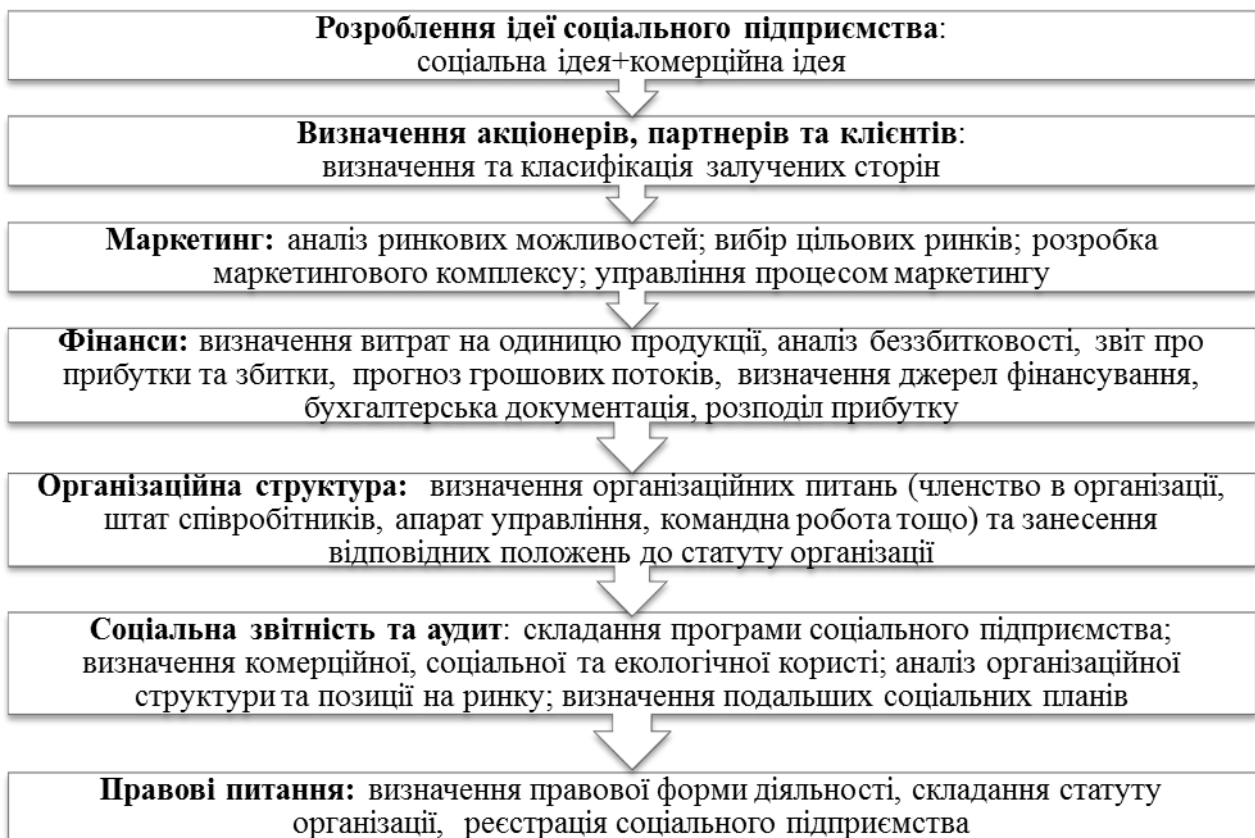 Розроблення ідеї соціального підприємства:
соціальна ідея+комерційна ідея
Визначення акціонерів, партнерів та клієнтів:
визначення та класифікація залучених сторін
Маркетинг: аналіз ринкових можливостей; вибір цільових ринків; розробка
маркетингового комплексу; управління процесом маркетингу
Фінанси: визначення витрат на одиницю продукції, аналіз беззбитковості, звіт про
прибутки та збитки, прогноз грошових потоків, визначення джерел фінансування,
бухгалтерська документація, розподіл прибутку
Організаційна структура: визначення організаційних питань (членство в організації,
штат співробітників, апарат управління, командна робота тощо) та занесення
відповідних положень до статуту організації
Соціальна звітність та аудит: складання програми соціального підприємства;
визначення комерційної, соціальної та екологічної користі; аналіз організаційної
структури та позиції на ринку; визначення подальших соціальних планів
Правові питання: визначення правової форми діяльності, складання статуту
організації, реєстрація соціального підприємства